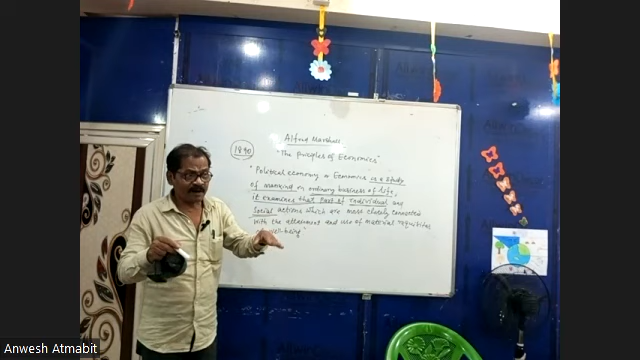 Alfred Marshall
1890
"The Principles of Economics"
"Political economy or Economics is a study
of mankind in ordinary business of life,
it examines that part of individual and
social actions which are most closely connected
with the attainment and use of material requisites
well-being"
Anwesh Atmabit